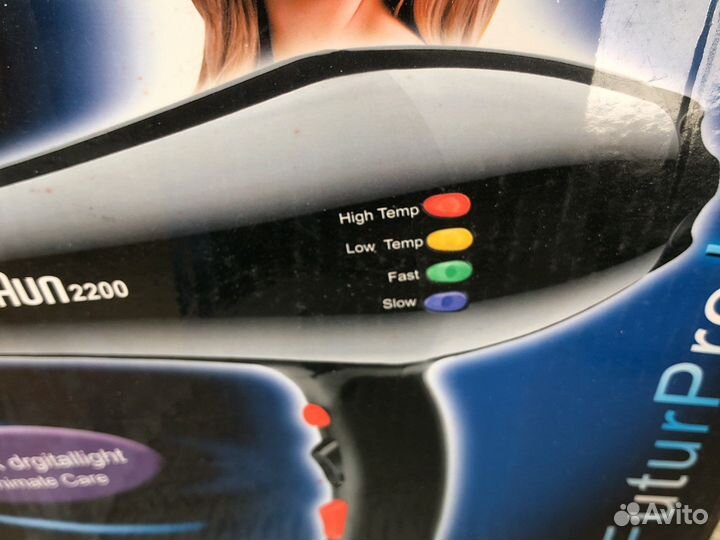 High Temp
Low Temp
Fast
Slow
AUN 2200
drgitallight
nimate Care
FuturPro
Avito